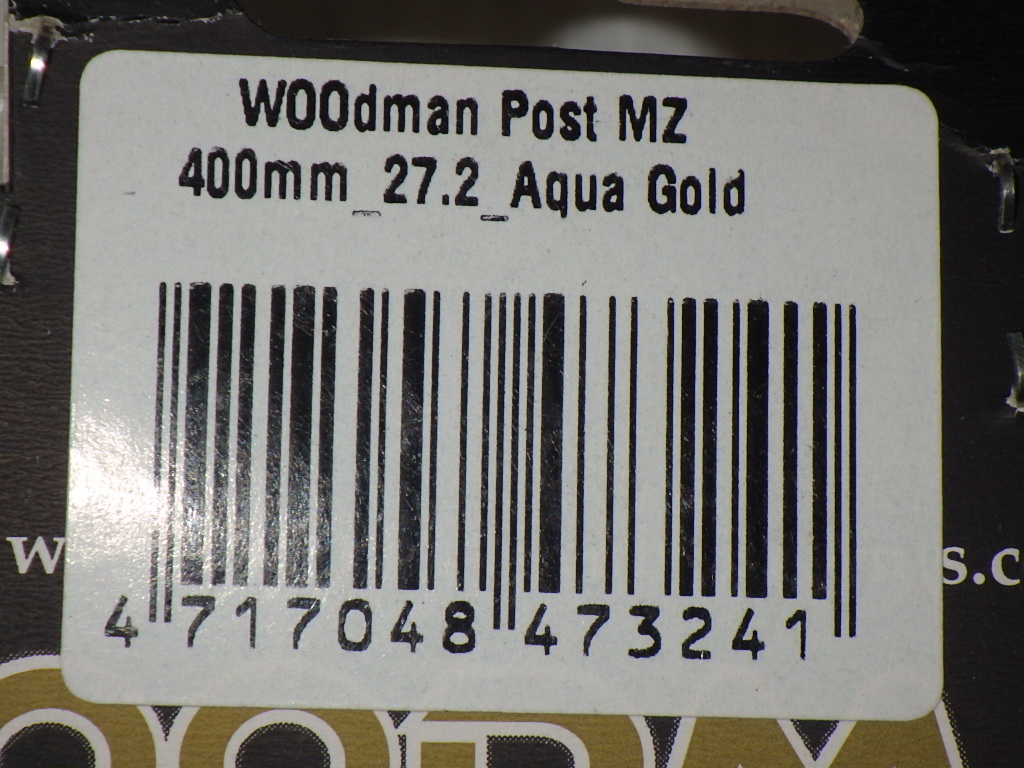 WOOdman Post MZ
400mm_27.2_Aqua Gold
4 717048 473241
w
s.c